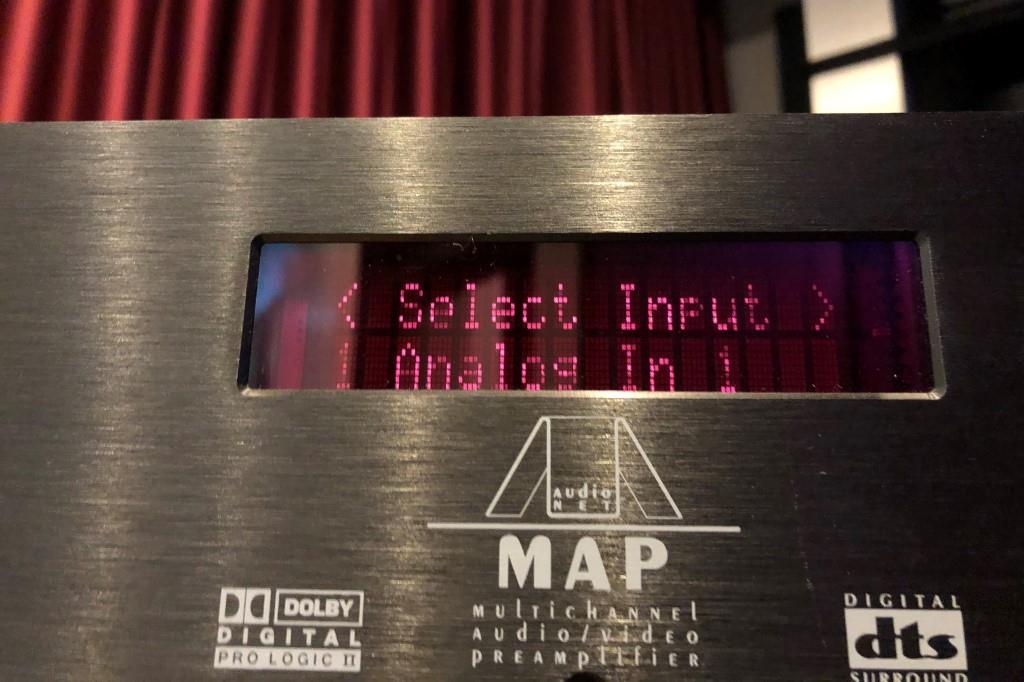 < Select Input >
1 Analog In 1
Audio
NET
MAP
multichannel
audio/video
preamplifier
DOLBY
DIGITAL
PRO LOGIC II
DIGITAL
dts
SURROUND